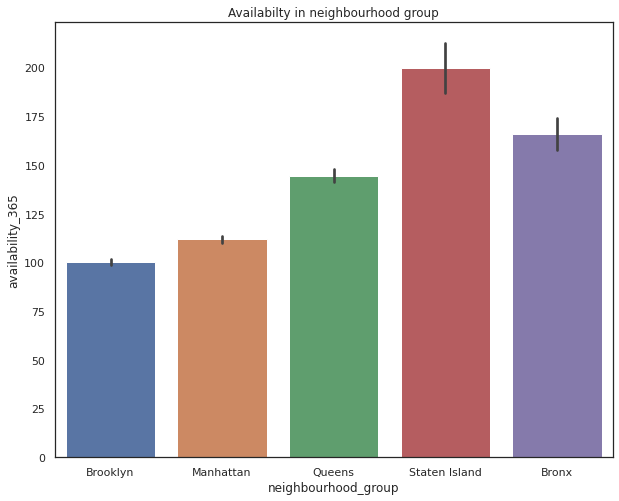 Availabilty in neighbourhood group
availability_365
200
175
150
125
100
75
50
25
0
Brooklyn Manhattan Queens Staten Island Bronx
neighbourhood_group